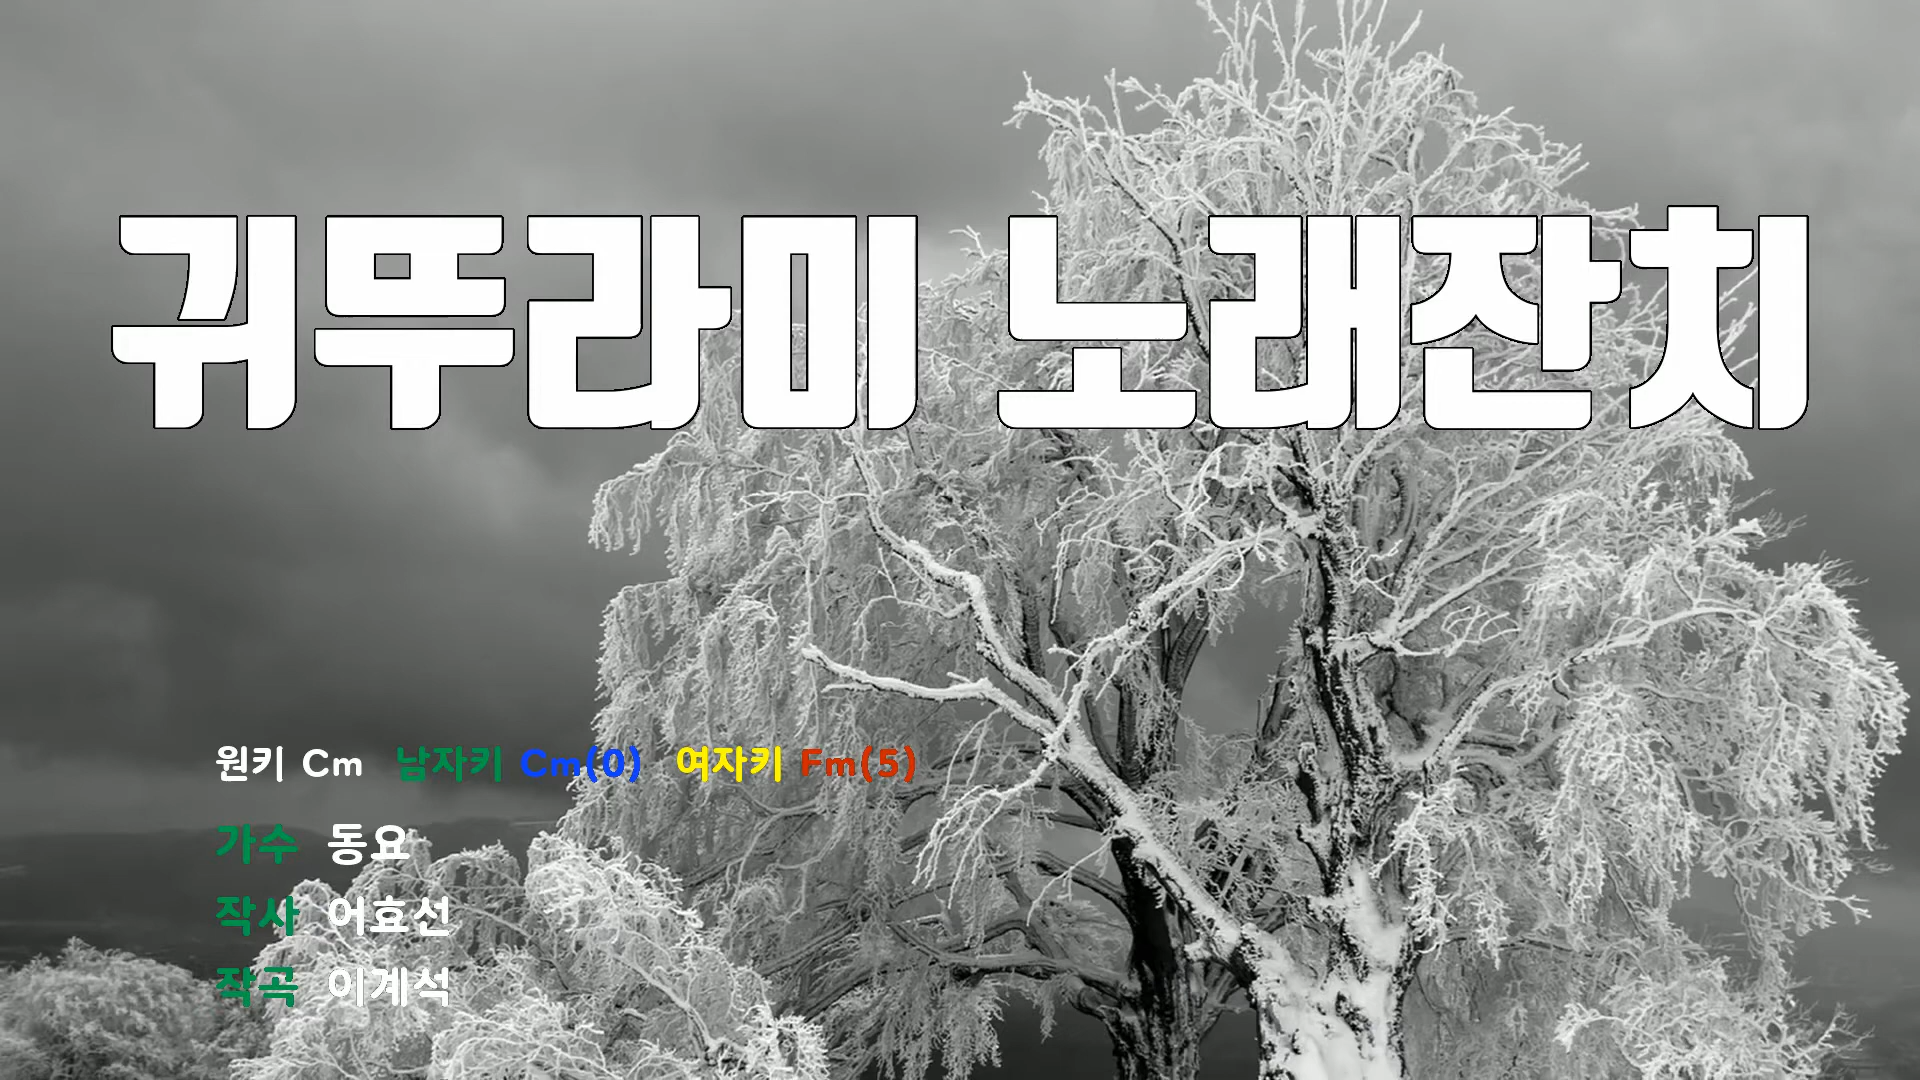 귀뚜라미 노래잔치
원키 Cm 남자키 Cm(0) 여자키 Fm(5)
가수 동요
작사 어효선
작곡 이계석